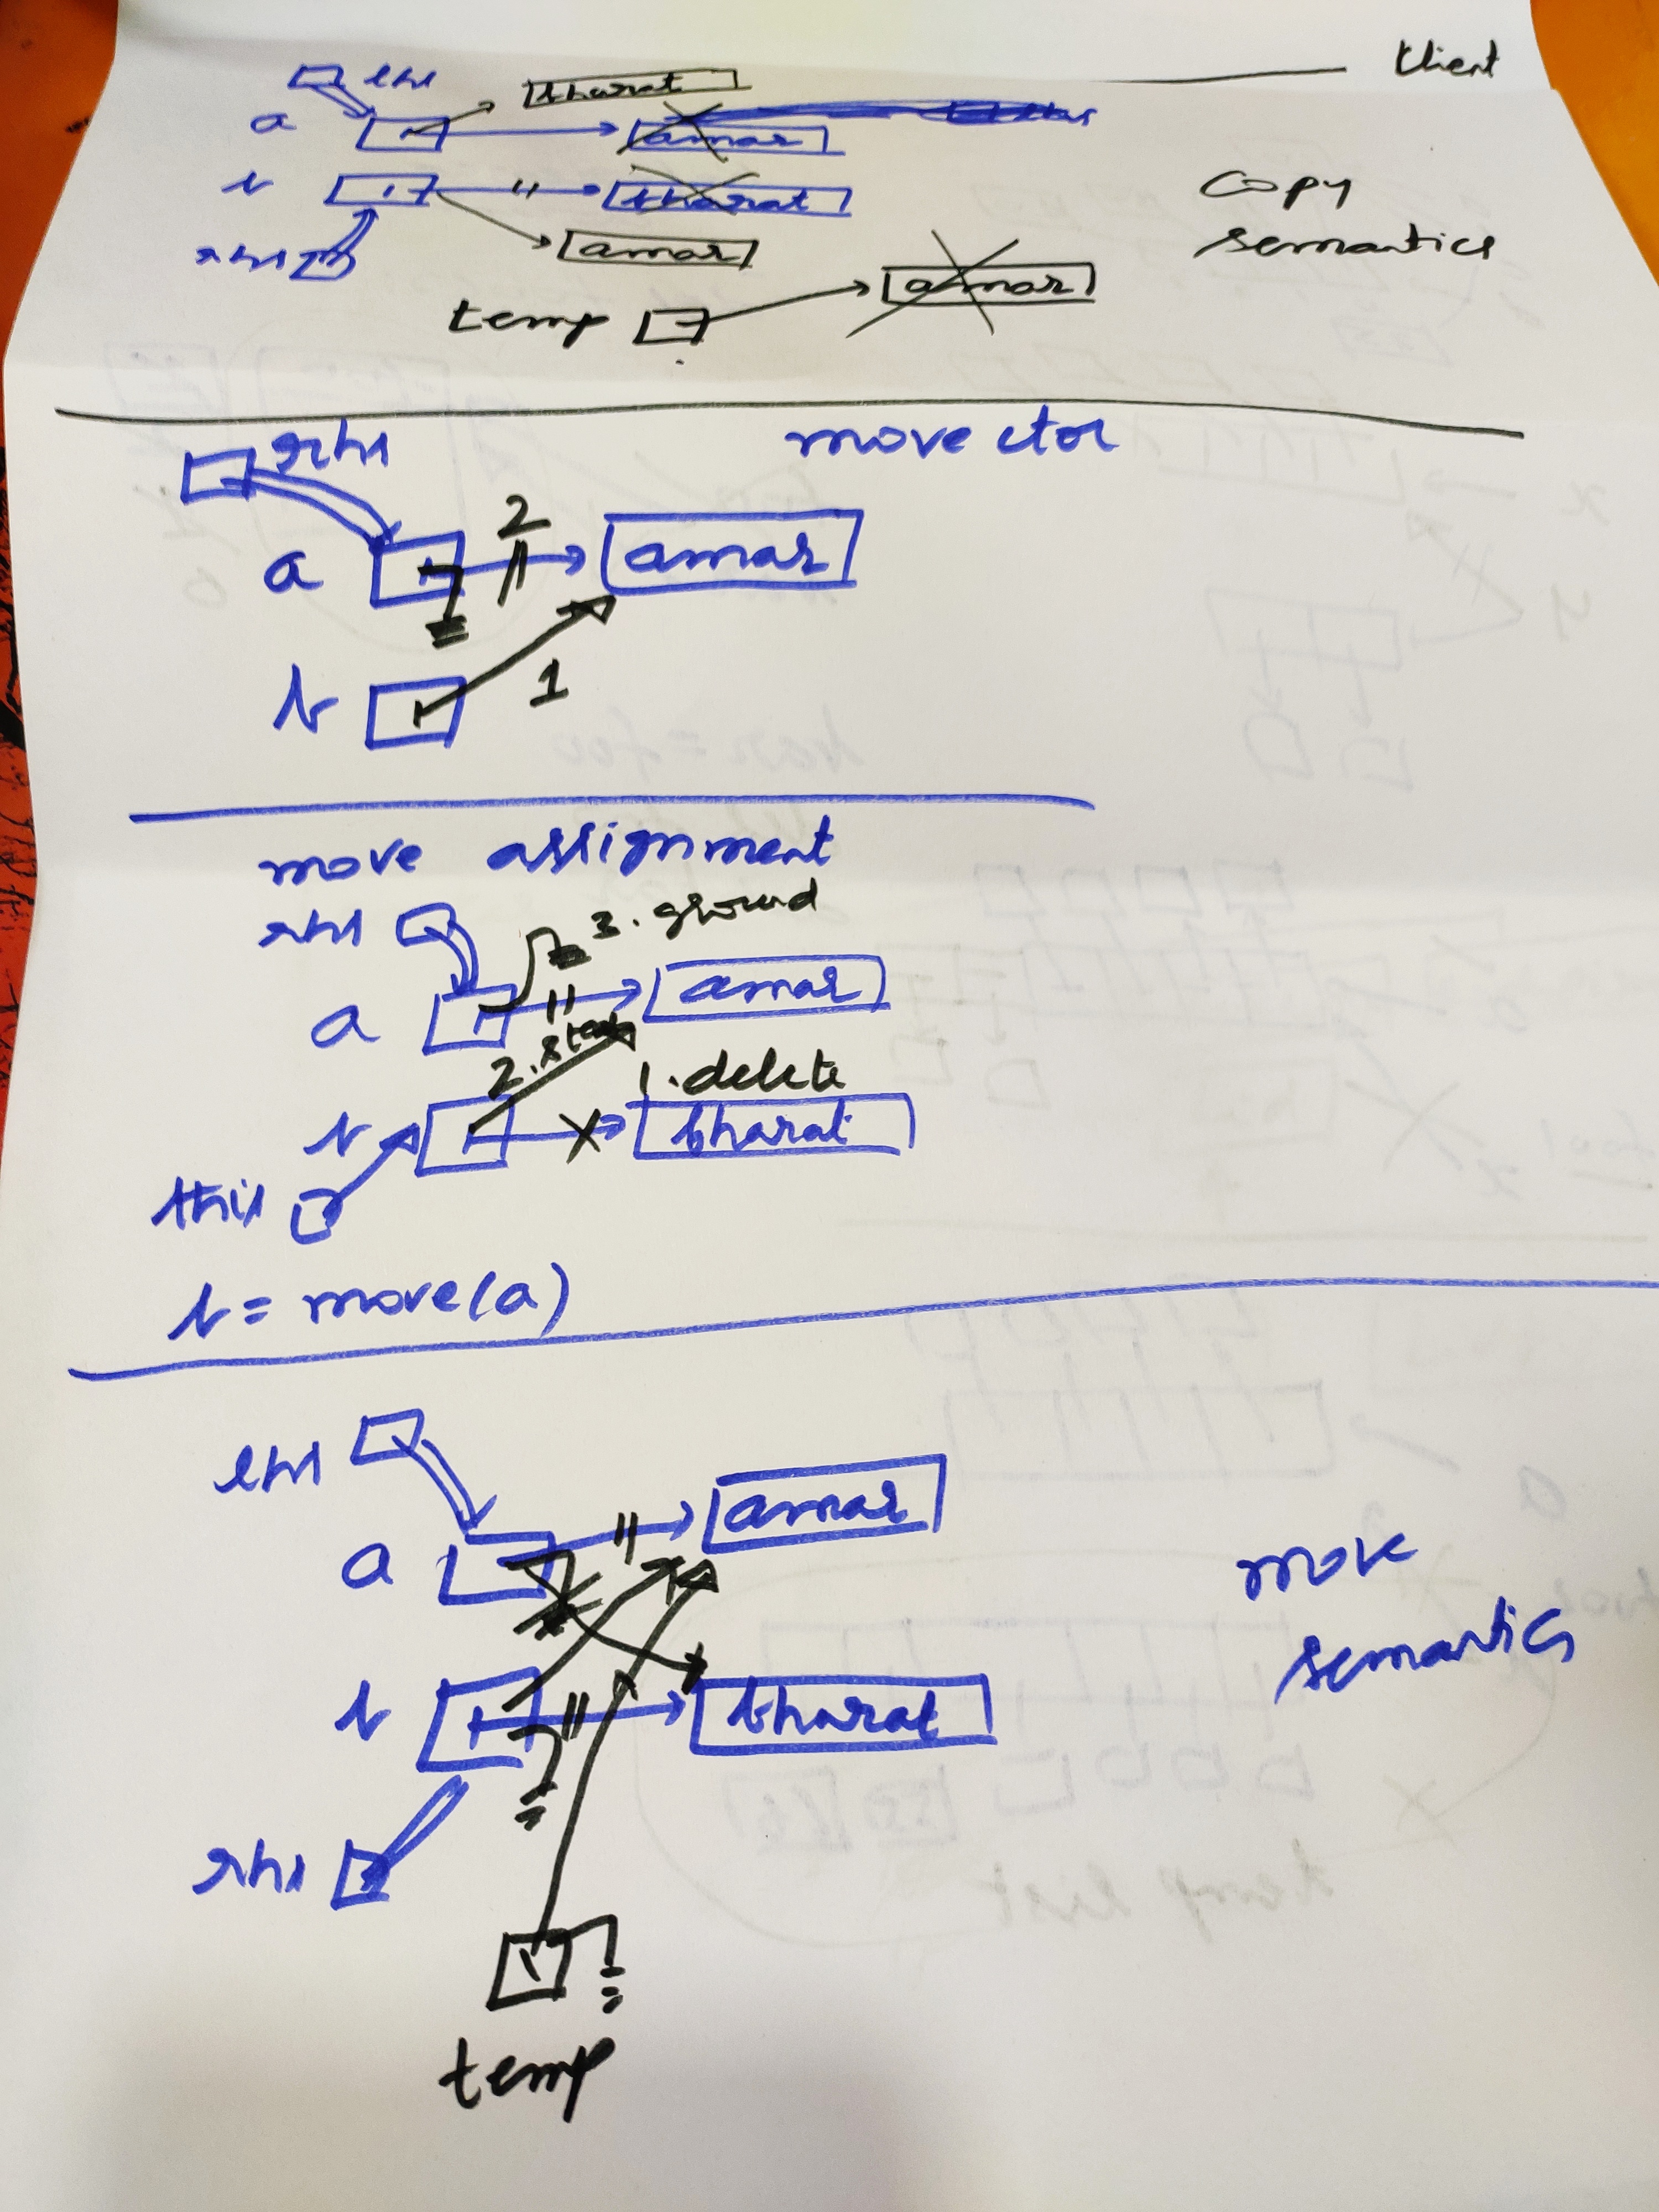 client
lhs
bharat
a
amar
b
bharat
copy
semantics
rhs
amar
amar
temp
move ctor
rhs
2
a
amar
1
b
move assignment
rhs
3. ground
a
amar
2. steal
1. delete
b
bharat
this
b = move(a)
lhs
a
amar
move
semantics
b
bharat
rhs
temp